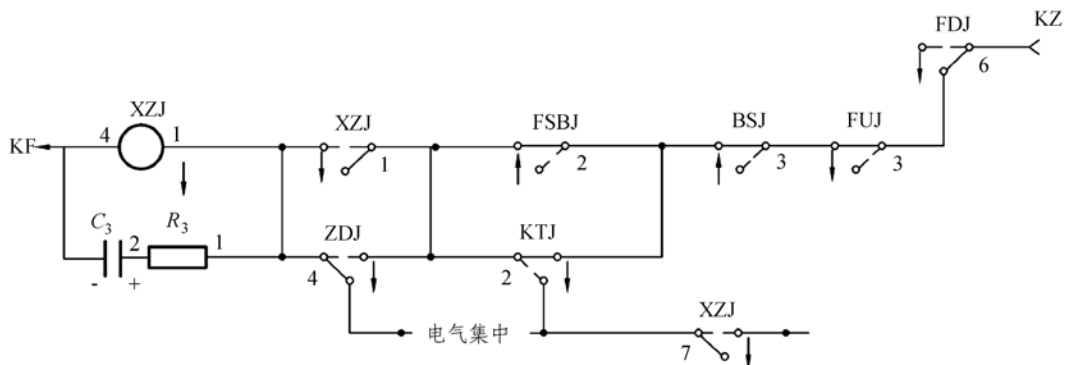 FDJ KZ
6
XZJ XZJ FSBJ BSJ FUJ
KF 4 1 1 2 3 3
C3 R3 ZDJ KTJ
2 1 4 2
- +
XZJ
电气集中
7